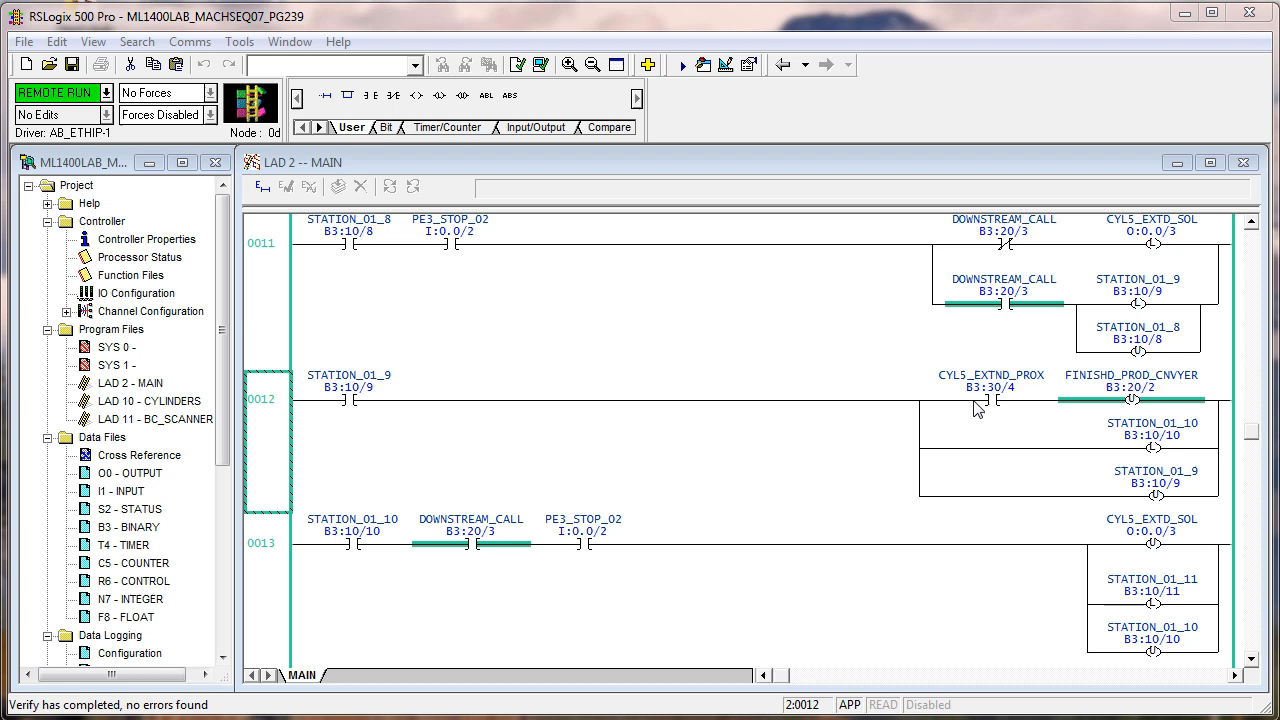 RSLogix 500 Pro - ML1400LAB_MACHSEQ07_PG239
File Edit View Search Comms Tools Window Help
REMOTE RUN No Forces
No Edits Forces Disabled
Driver: AB_ETHIP-1 Node : 0d
ABL ABS
User Bit Timer/Counter Input/Output Compare
ML1400LAB_M...
Project
Help
Controller
Controller Properties
Processor Status
Function Files
IO Configuration
Channel Configuration
Program Files
SYS 0 -
SYS 1 -
LAD 2 - MAIN
LAD 10 - CYLINDERS
LAD 11 - BC_SCANNER
Data Files
Cross Reference
O0 - OUTPUT
I1 - INPUT
S2 - STATUS
B3 - BINARY
T4 - TIMER
C5 - COUNTER
R6 - CONTROL
N7 - INTEGER
F8 - FLOAT
Data Logging
Configuration
LAD 2 -- MAIN
STATION_01_8 PE3_STOP_02 DOWNSTREAM_CALL CYL5_EXTD_SOL
B3:10/8 I:0.0/2 B3:20/3 O:0.0/3
0011
L
DOWNSTREAM_CALL STATION_01_9
B3:20/3 B3:10/9
L
STATION_01_8
B3:10/8
U
STATION_01_9 CYL5_EXTND_PROX FINISHD_PROD_CNVYER
B3:10/9 B3:30/4 B3:20/2
0012
U
STATION_01_10
B3:10/10
L
STATION_01_9
B3:10/9
U
STATION_01_10 DOWNSTREAM_CALL PE3_STOP_02 CYL5_EXTD_SOL
B3:10/10 B3:20/3 I:0.0/2 O:0.0/3
0013
U
STATION_01_11
B3:10/11
L
STATION_01_10
B3:10/10
U
MAIN
Verify has completed, no errors found 2:0012 APP READ Disabled